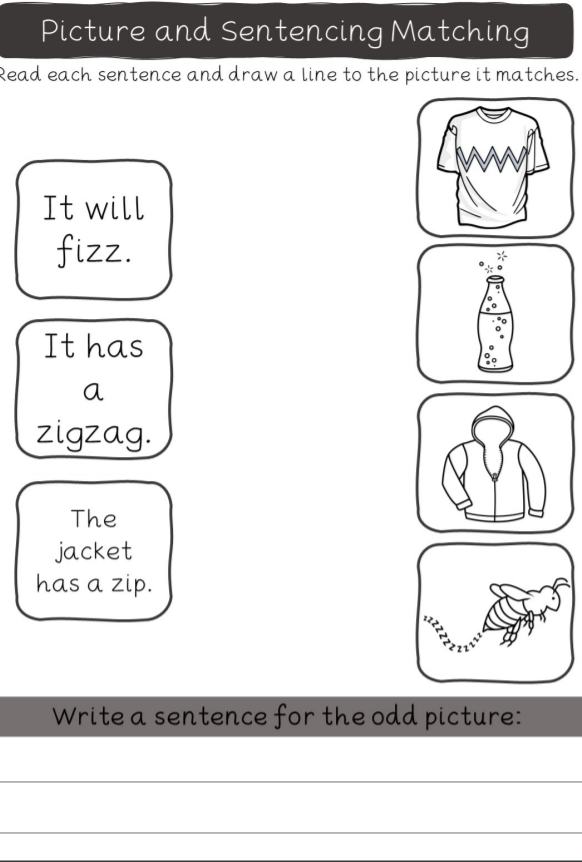 Picture and Sentencing Matching
Read each sentence and draw a line to the picture it matches.
It will
fizz.
It has
a
zigzag.
The
jacket
has a zip.
zzzzzzzzzzzz
Write a sentence for the odd picture: